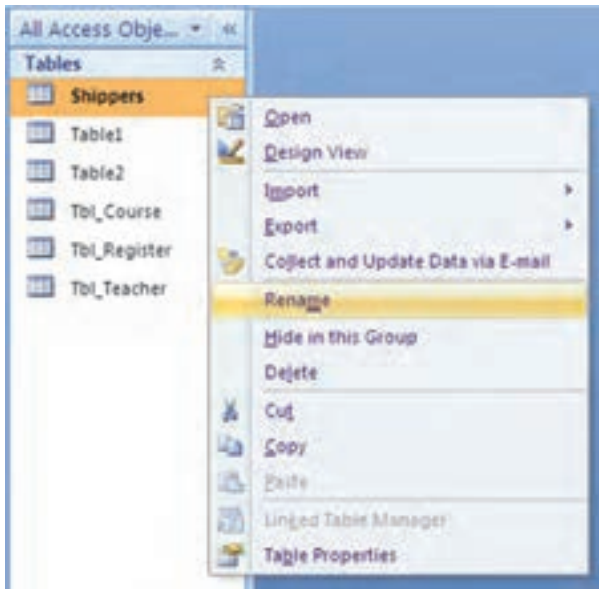 All Access Obje...
Tables
Shippers
Table1
Table2
Tbl_Course
Tbl_Register
Tbl_Teacher
Open
Design View
Import
Export
Collect and Update Data via E-mail
Rename
Hide in this Group
Delete
Cut
Copy
Paste
Linked Table Manager
Table Properties